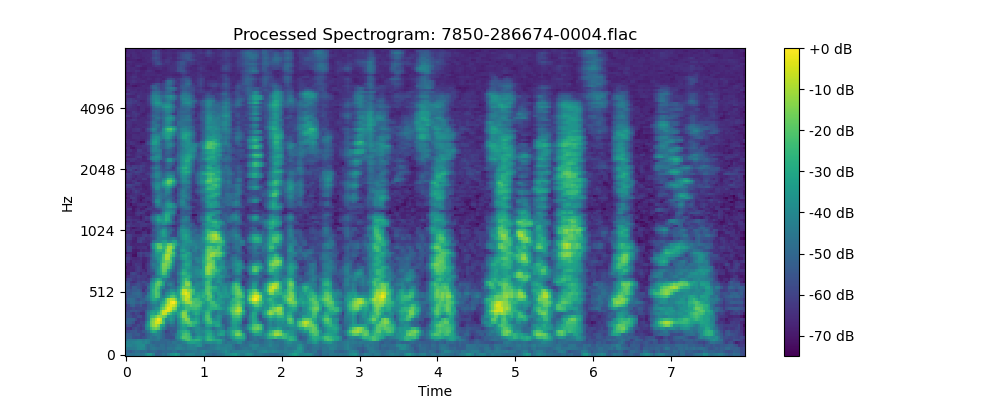 Processed Spectrogram: 7850-286674-0004.flac
Hz
4096
2048
1024
512
0
0 1 2 3 4 5 6 7
Time
+0 dB
-10 dB
-20 dB
-30 dB
-40 dB
-50 dB
-60 dB
-70 dB